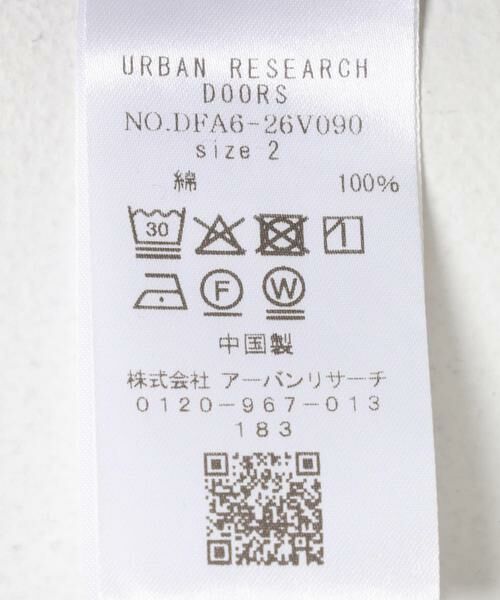 URBAN RESEARCH
DOORS
NO.DFA6-26V090
size 2
綿 100%
30
F W
中国製
株式会社 アーバンリサーチ
0120-967-013
183